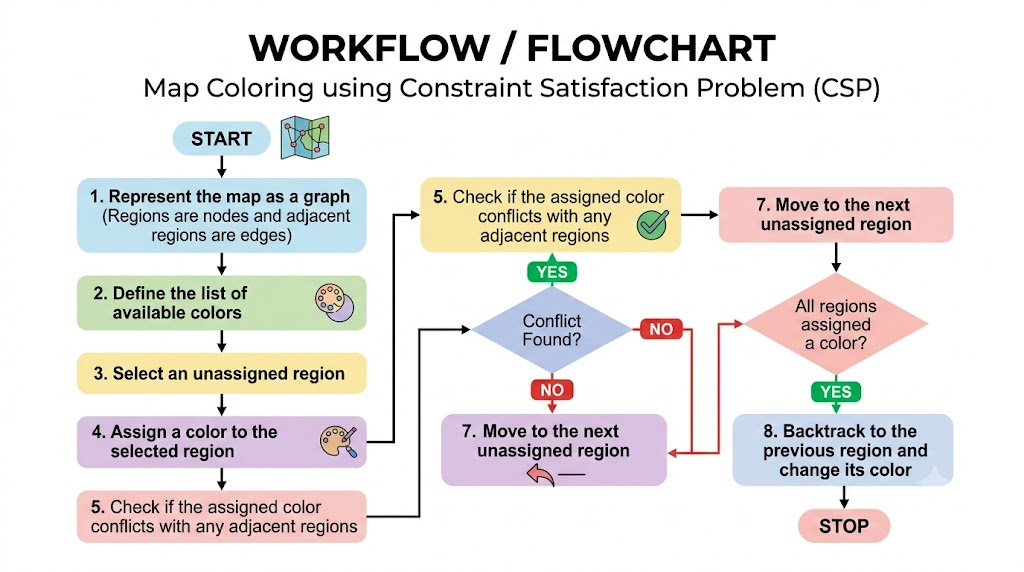 WORKFLOW / FLOWCHART
Map Coloring using Constraint Satisfaction Problem (CSP)
START
1. Represent the map as a graph
(Regions are nodes and adjacent
regions are edges)
2. Define the list of
available colors
3. Select an unassigned region
4. Assign a color to the
selected region
5. Check if the assigned color
conflicts with any adjacent regions
5. Check if the assigned color
conflicts with any
adjacent regions
YES
Conflict
Found?
NO
NO
7. Move to the next
unassigned region
7. Move to the next
unassigned region
All regions
assigned
a color?
YES
8. Backtrack to the
previous region and
change its color
STOP